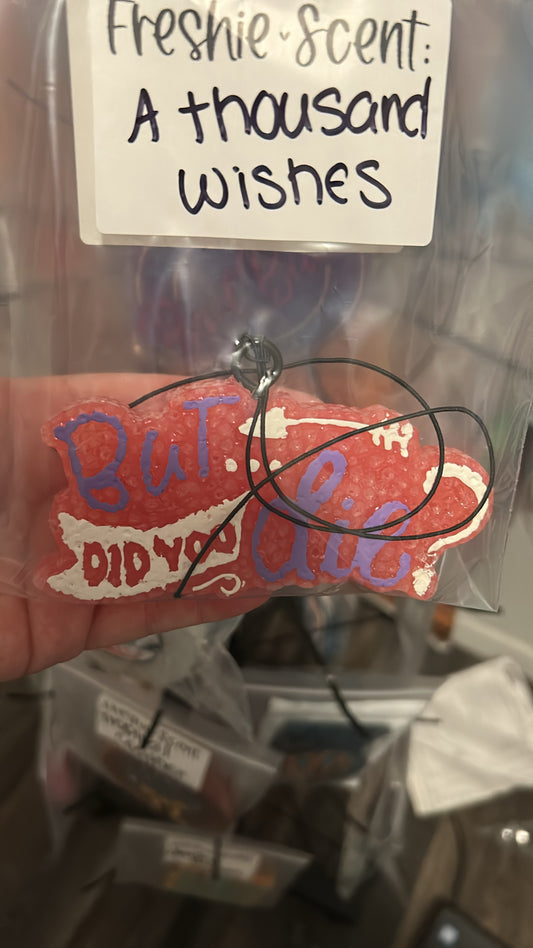 Freshie Scent:
A thousand
wishes
BuT
DID YOU
die?